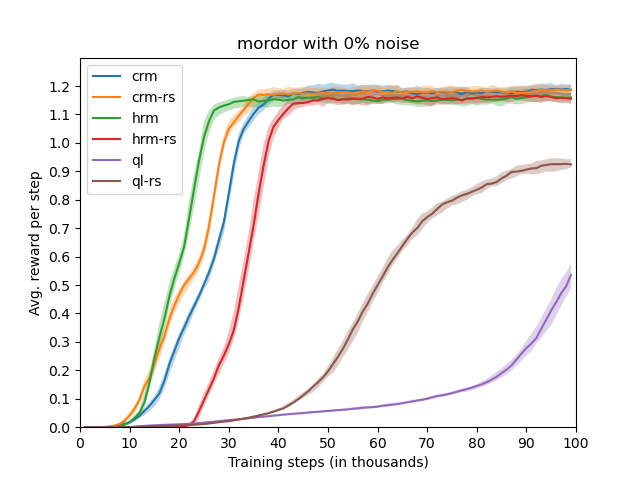 mordor with 0% noise
crm
crm-rs
hrm
hrm-rs
ql
ql-rs
Avg. reward per step
1.2
1.1
1.0
0.9
0.8
0.7
0.6
0.5
0.4
0.3
0.2
0.1
0.0
0 10 20 30 40 50 60 70 80 90 100
Training steps (in thousands)